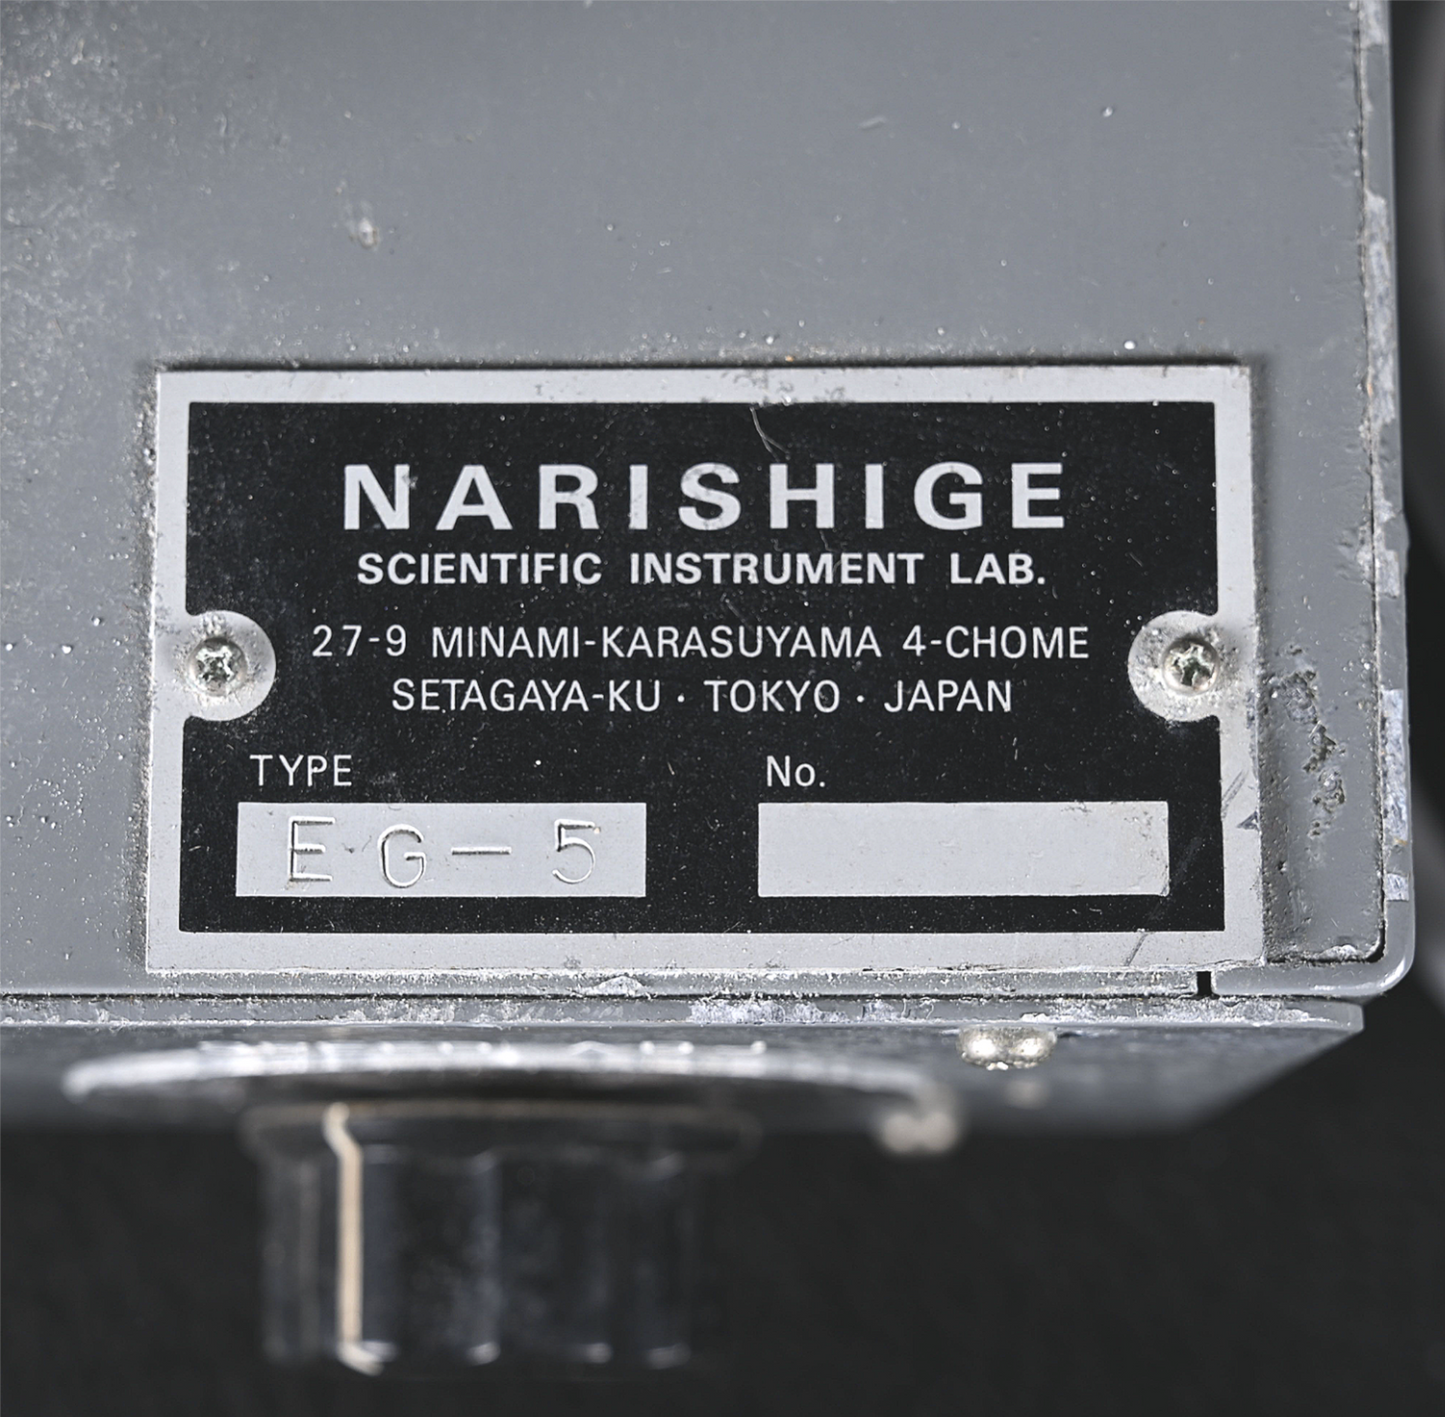 NARISHIGE
SCIENTIFIC INSTRUMENT LAB.
27-9 MINAMI-KARASUYAMA 4-CHOME
SETAGAYA-KU · TOKYO · JAPAN
TYPE No.
EG-5